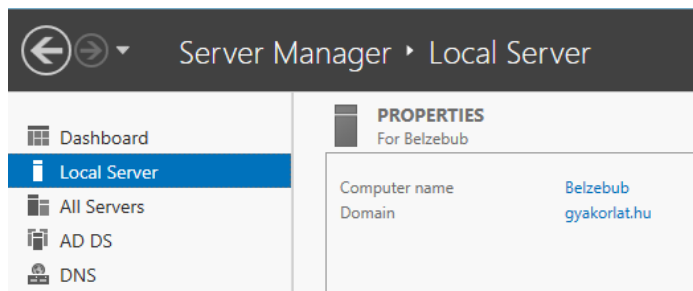 Server Manager ‣ Local Server
Dashboard
Local Server
All Servers
AD DS
DNS
PROPERTIES
For Belzebub
Computer name Belzebub
Domain gyakorlat.hu